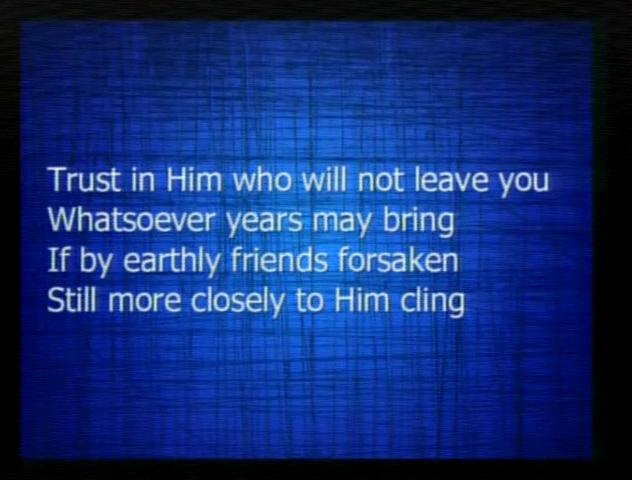 Trust in Him who will not leave you
Whatsoever years may bring
If by earthly friends forsaken
Still more closely to Him cling